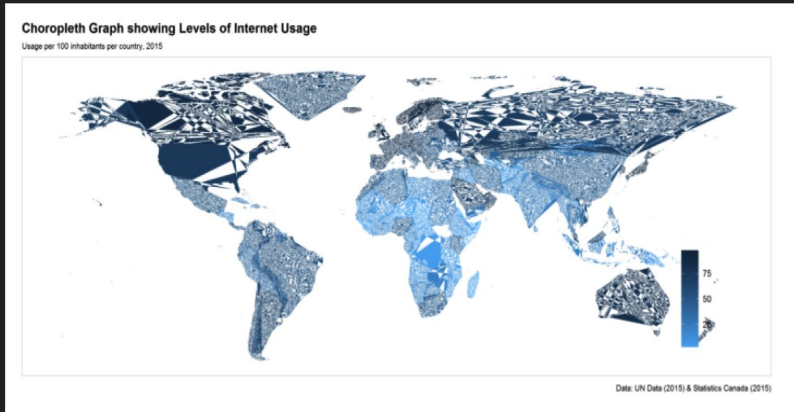 Choropleth Graph showing Levels of Internet Usage
Usage per 100 inhabitants per country, 2015
75
50
25
Data: UN Data (2015) & Statistics Canada (2015)